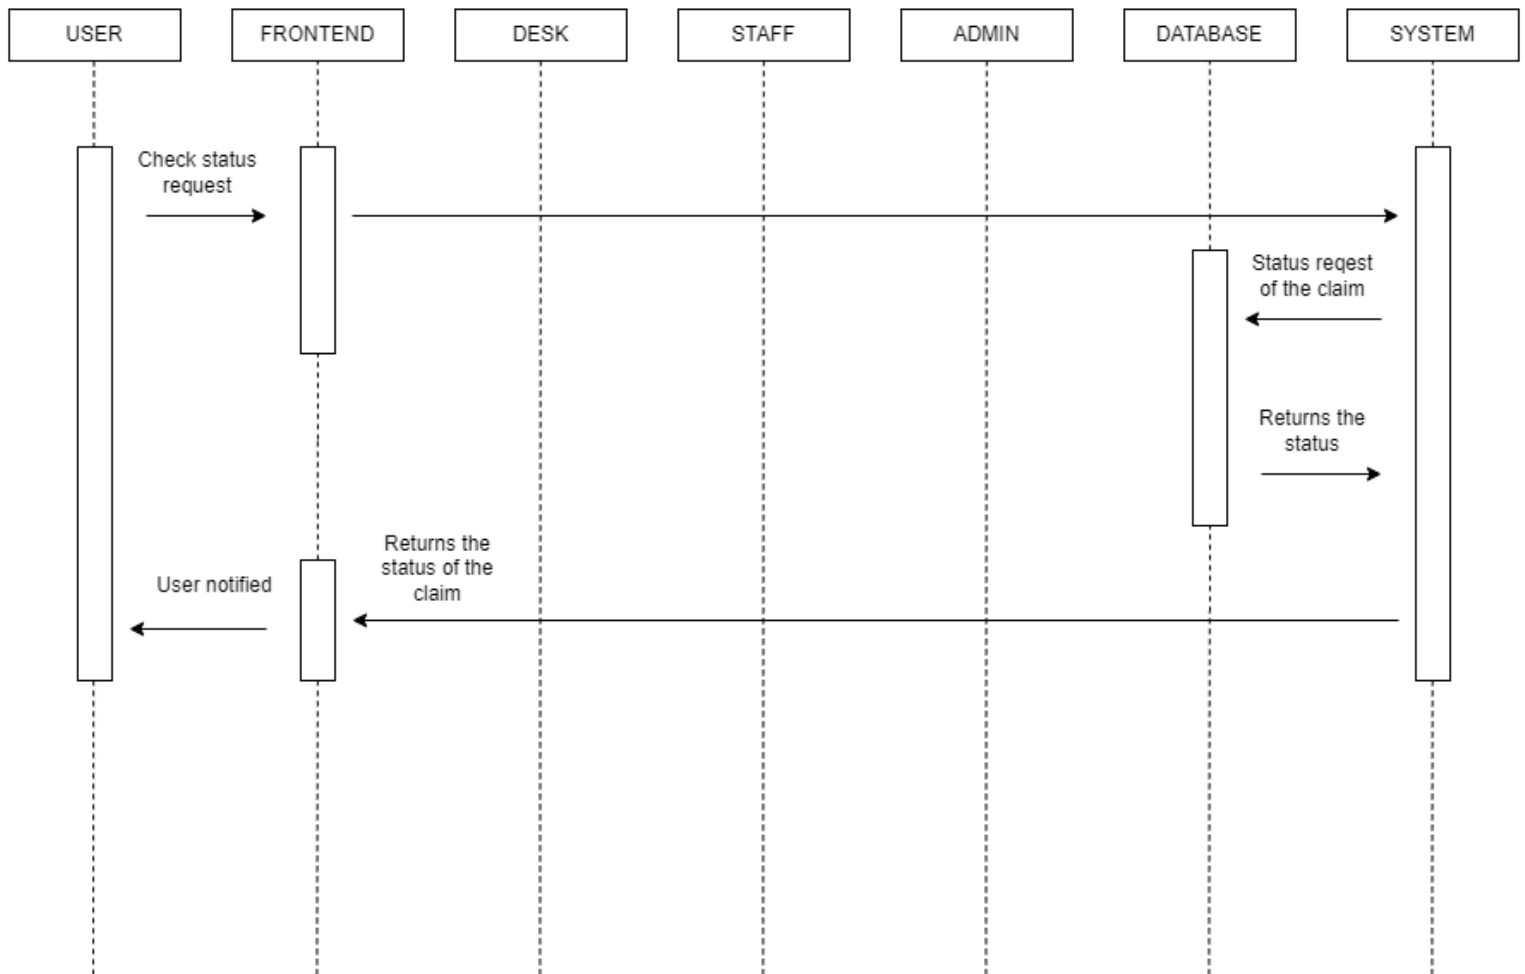 USER
FRONTEND
DESK
STAFF
ADMIN
DATABASE
SYSTEM
Check status
request
Status reqest
of the claim
Returns the
status
Returns the
status of the
claim
User notified